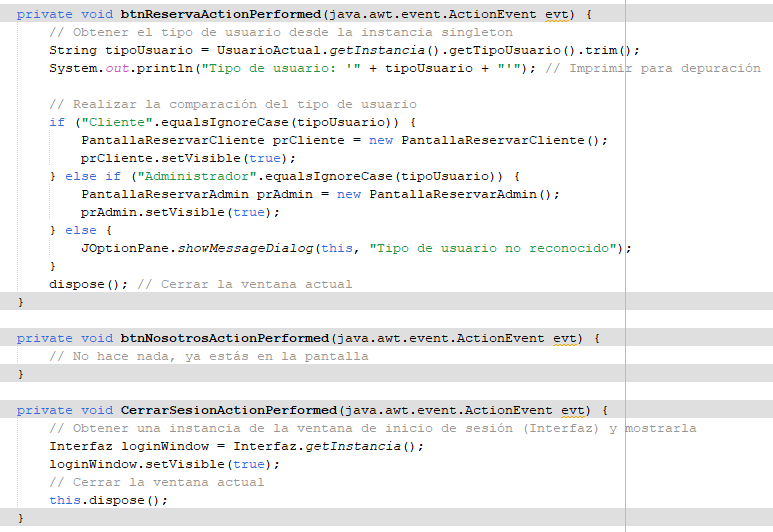 private void btnReservaActionPerformed(java.awt.event.ActionEvent evt) {
    // Obtener el tipo de usuario desde la instancia singleton
    String tipoUsuario = UsuarioActual.getInstancia().getTipoUsuario().trim();
    System.out.println("Tipo de usuario: '" + tipoUsuario + "'"); // Imprimir para depuración

    // Realizar la comparación del tipo de usuario
    if ("Cliente".equalsIgnoreCase(tipoUsuario)) {
        PantallaReservarCliente prCliente = new PantallaReservarCliente();
        prCliente.setVisible(true);
    } else if ("Administrador".equalsIgnoreCase(tipoUsuario)) {
        PantallaReservarAdmin prAdmin = new PantallaReservarAdmin();
        prAdmin.setVisible(true);
    } else {
        JOptionPane.showMessageDialog(this, "Tipo de usuario no reconocido");
    }
    dispose(); // Cerrar la ventana actual
}

private void btnNosotrosActionPerformed(java.awt.event.ActionEvent evt) {
    // No hace nada, ya estás en la pantalla
}

private void CerrarSesionActionPerformed(java.awt.event.ActionEvent evt) {
    // Obtener una instancia de la ventana de inicio de sesión (Interfaz) y mostrarla
    Interfaz loginWindow = Interfaz.getInstancia();
    loginWindow.setVisible(true);
    // Cerrar la ventana actual
    this.dispose();
}